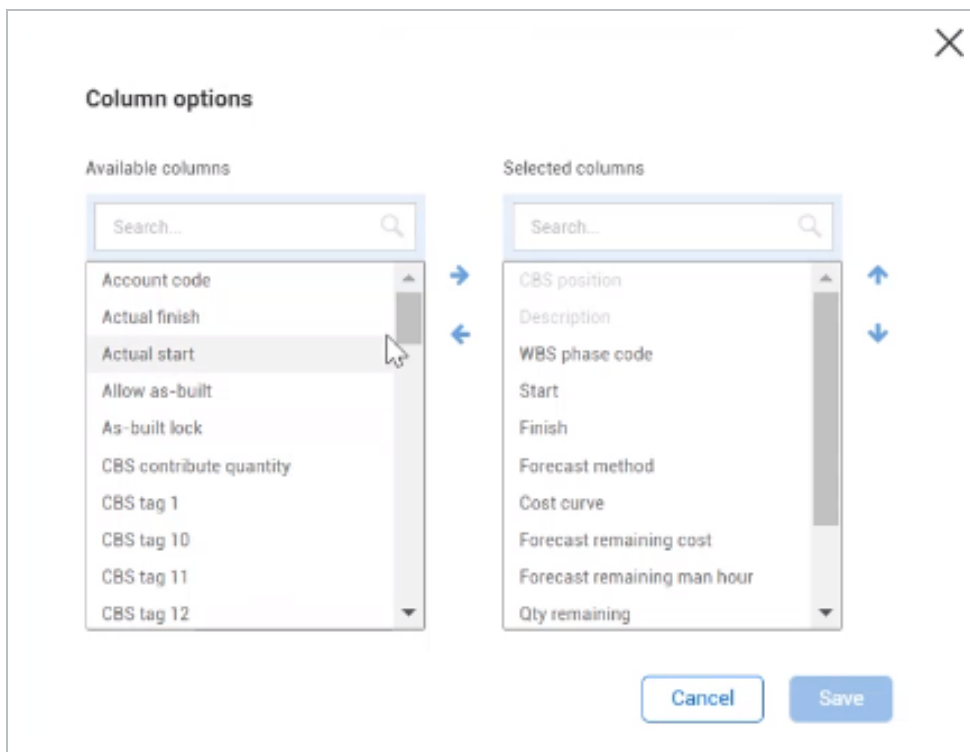 Column options
Available columns
Search...
Account code
Actual finish
Actual start
Allow as-built
As-built lock
CBS contribute quantity
CBS tag 1
CBS tag 10
CBS tag 11
CBS tag 12
Selected columns
Search...
CBS position
Description
WBS phase code
Start
Finish
Forecast method
Cost curve
Forecast remaining cost
Forecast remaining man hour
Qty remaining
Cancel
Save